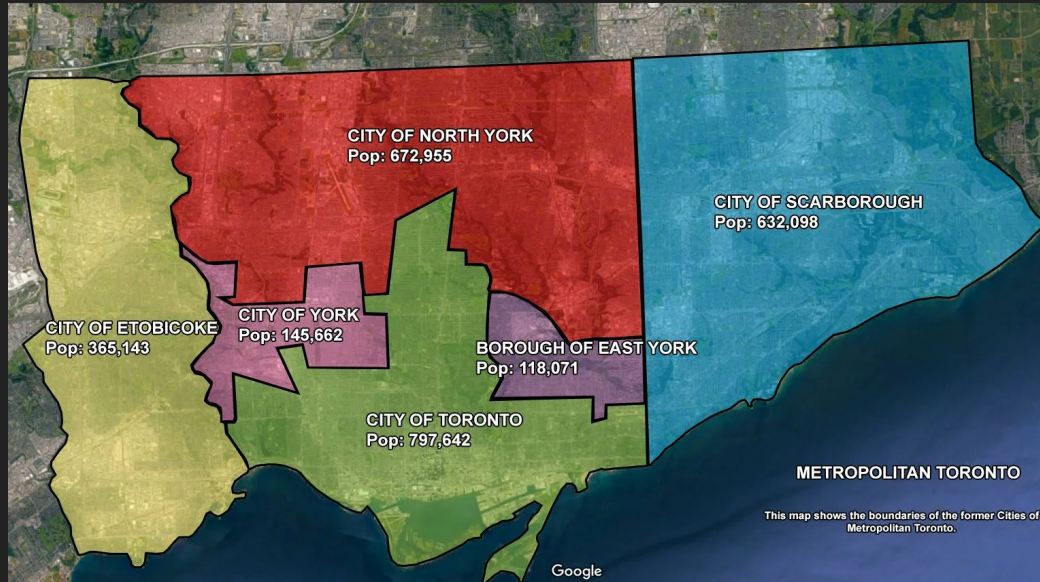 CITY OF NORTH YORK
Pop: 672,955
CITY OF SCARBOROUGH
Pop: 632,098
CITY OF YORK
Pop: 145,662
CITY OF ETOBICOKE
Pop: 365,143
BOROUGH OF EAST YORK
Pop: 118,071
CITY OF TORONTO
Pop: 797,642
METROPOLITAN TORONTO
This map shows the boundaries of the former Cities of
Metropolitan Toronto.
Google